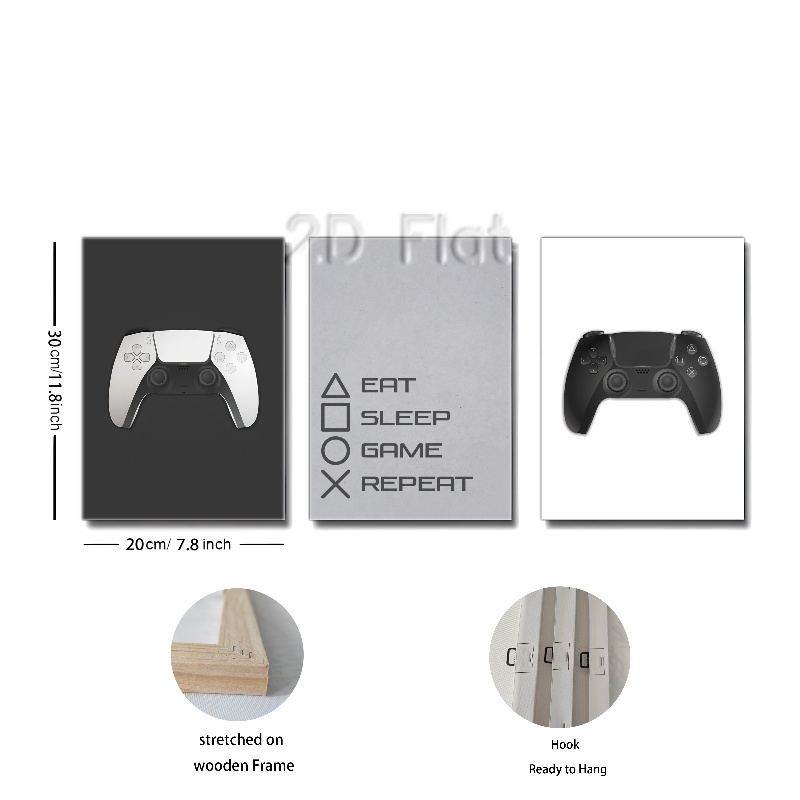 2D Flat
30cm/11.8inch
EAT
SLEEP
GAME
REPEAT
20cm/ 7.8 inch
stretched on
wooden Frame
Hook
Ready to Hang